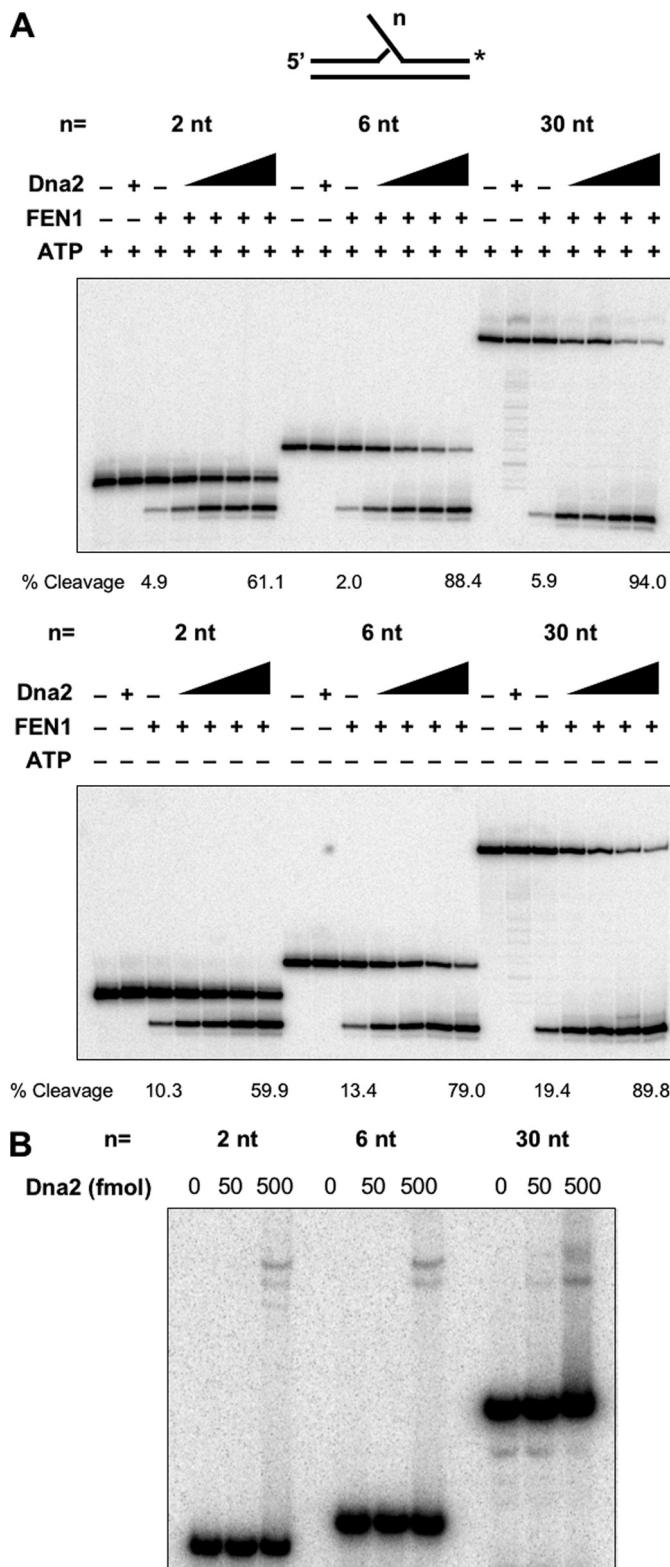 A
n
5' *
n= 2 nt 6 nt 30 nt
Dna2 – + – – + – – + –
FEN1 – – + + + + + – – + + + + + – – + + + + +
ATP + + + + + + + + + + + + + + + + + + + + +
% Cleavage 4.9 61.1 2.0 88.4 5.9 94.0
n= 2 nt 6 nt 30 nt
Dna2 – + – – + – – + –
FEN1 – – + + + + + – – + + + + + – – + + + + +
ATP – – – – – – – – – – – – – – – – – – – – –
% Cleavage 10.3 59.9 13.4 79.0 19.4 89.8
B
n= 2 nt 6 nt 30 nt
Dna2 (fmol) 0 50 500 0 50 500 0 50 500